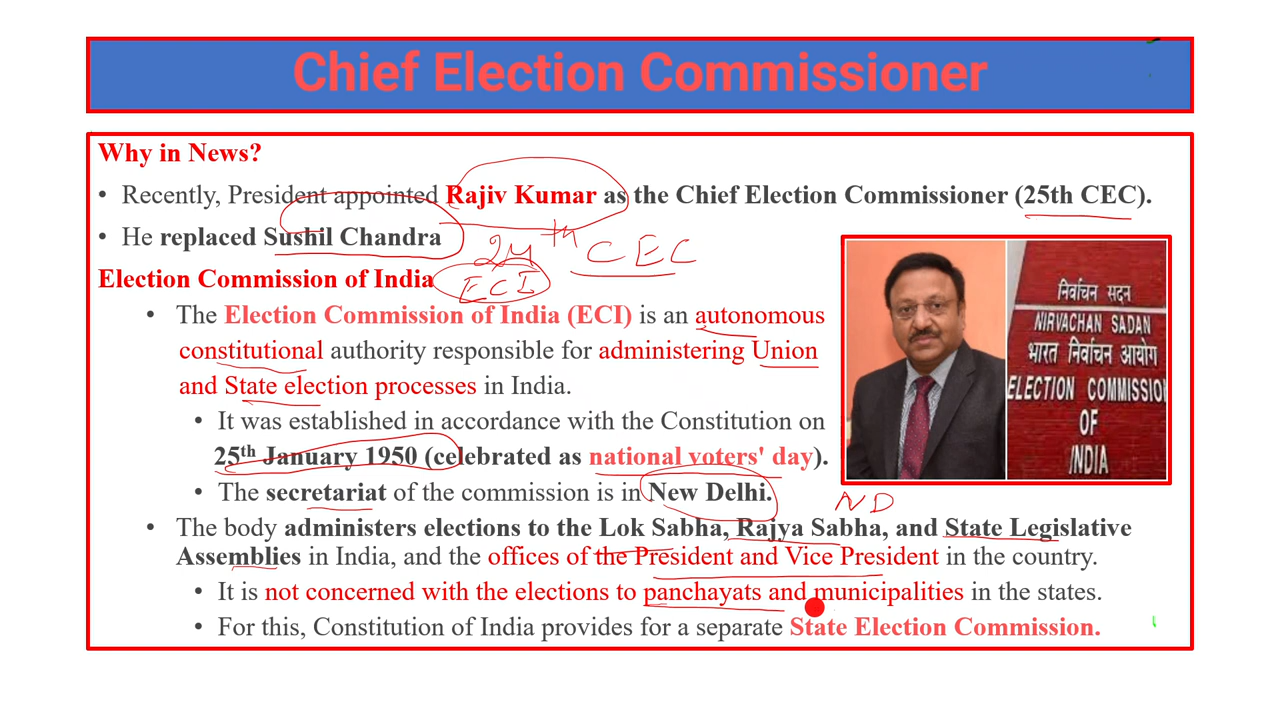 Chief Election Commissioner
Why in News?
• Recently, President appointed Rajiv Kumar as the Chief Election Commissioner (25th CEC).
• He replaced Sushil Chandra
24th CEC
Election Commission of India
ECI
• The Election Commission of India (ECI) is an autonomous
constitutional authority responsible for administering Union
and State election processes in India.
• It was established in accordance with the Constitution on
25th January 1950 (celebrated as national voters' day).
• The secretariat of the commission is in New Delhi.
ND
• The body administers elections to the Lok Sabha, Rajya Sabha, and State Legislative
Assemblies in India, and the offices of the President and Vice President in the country.
• It is not concerned with the elections to panchayats and municipalities in the states.
• For this, Constitution of India provides for a separate State Election Commission.
निर्वाचन सदन
NIRVACHAN SADAN
भारत निर्वाचन आयोग
ELECTION COMMISSIO
OF
INDIA